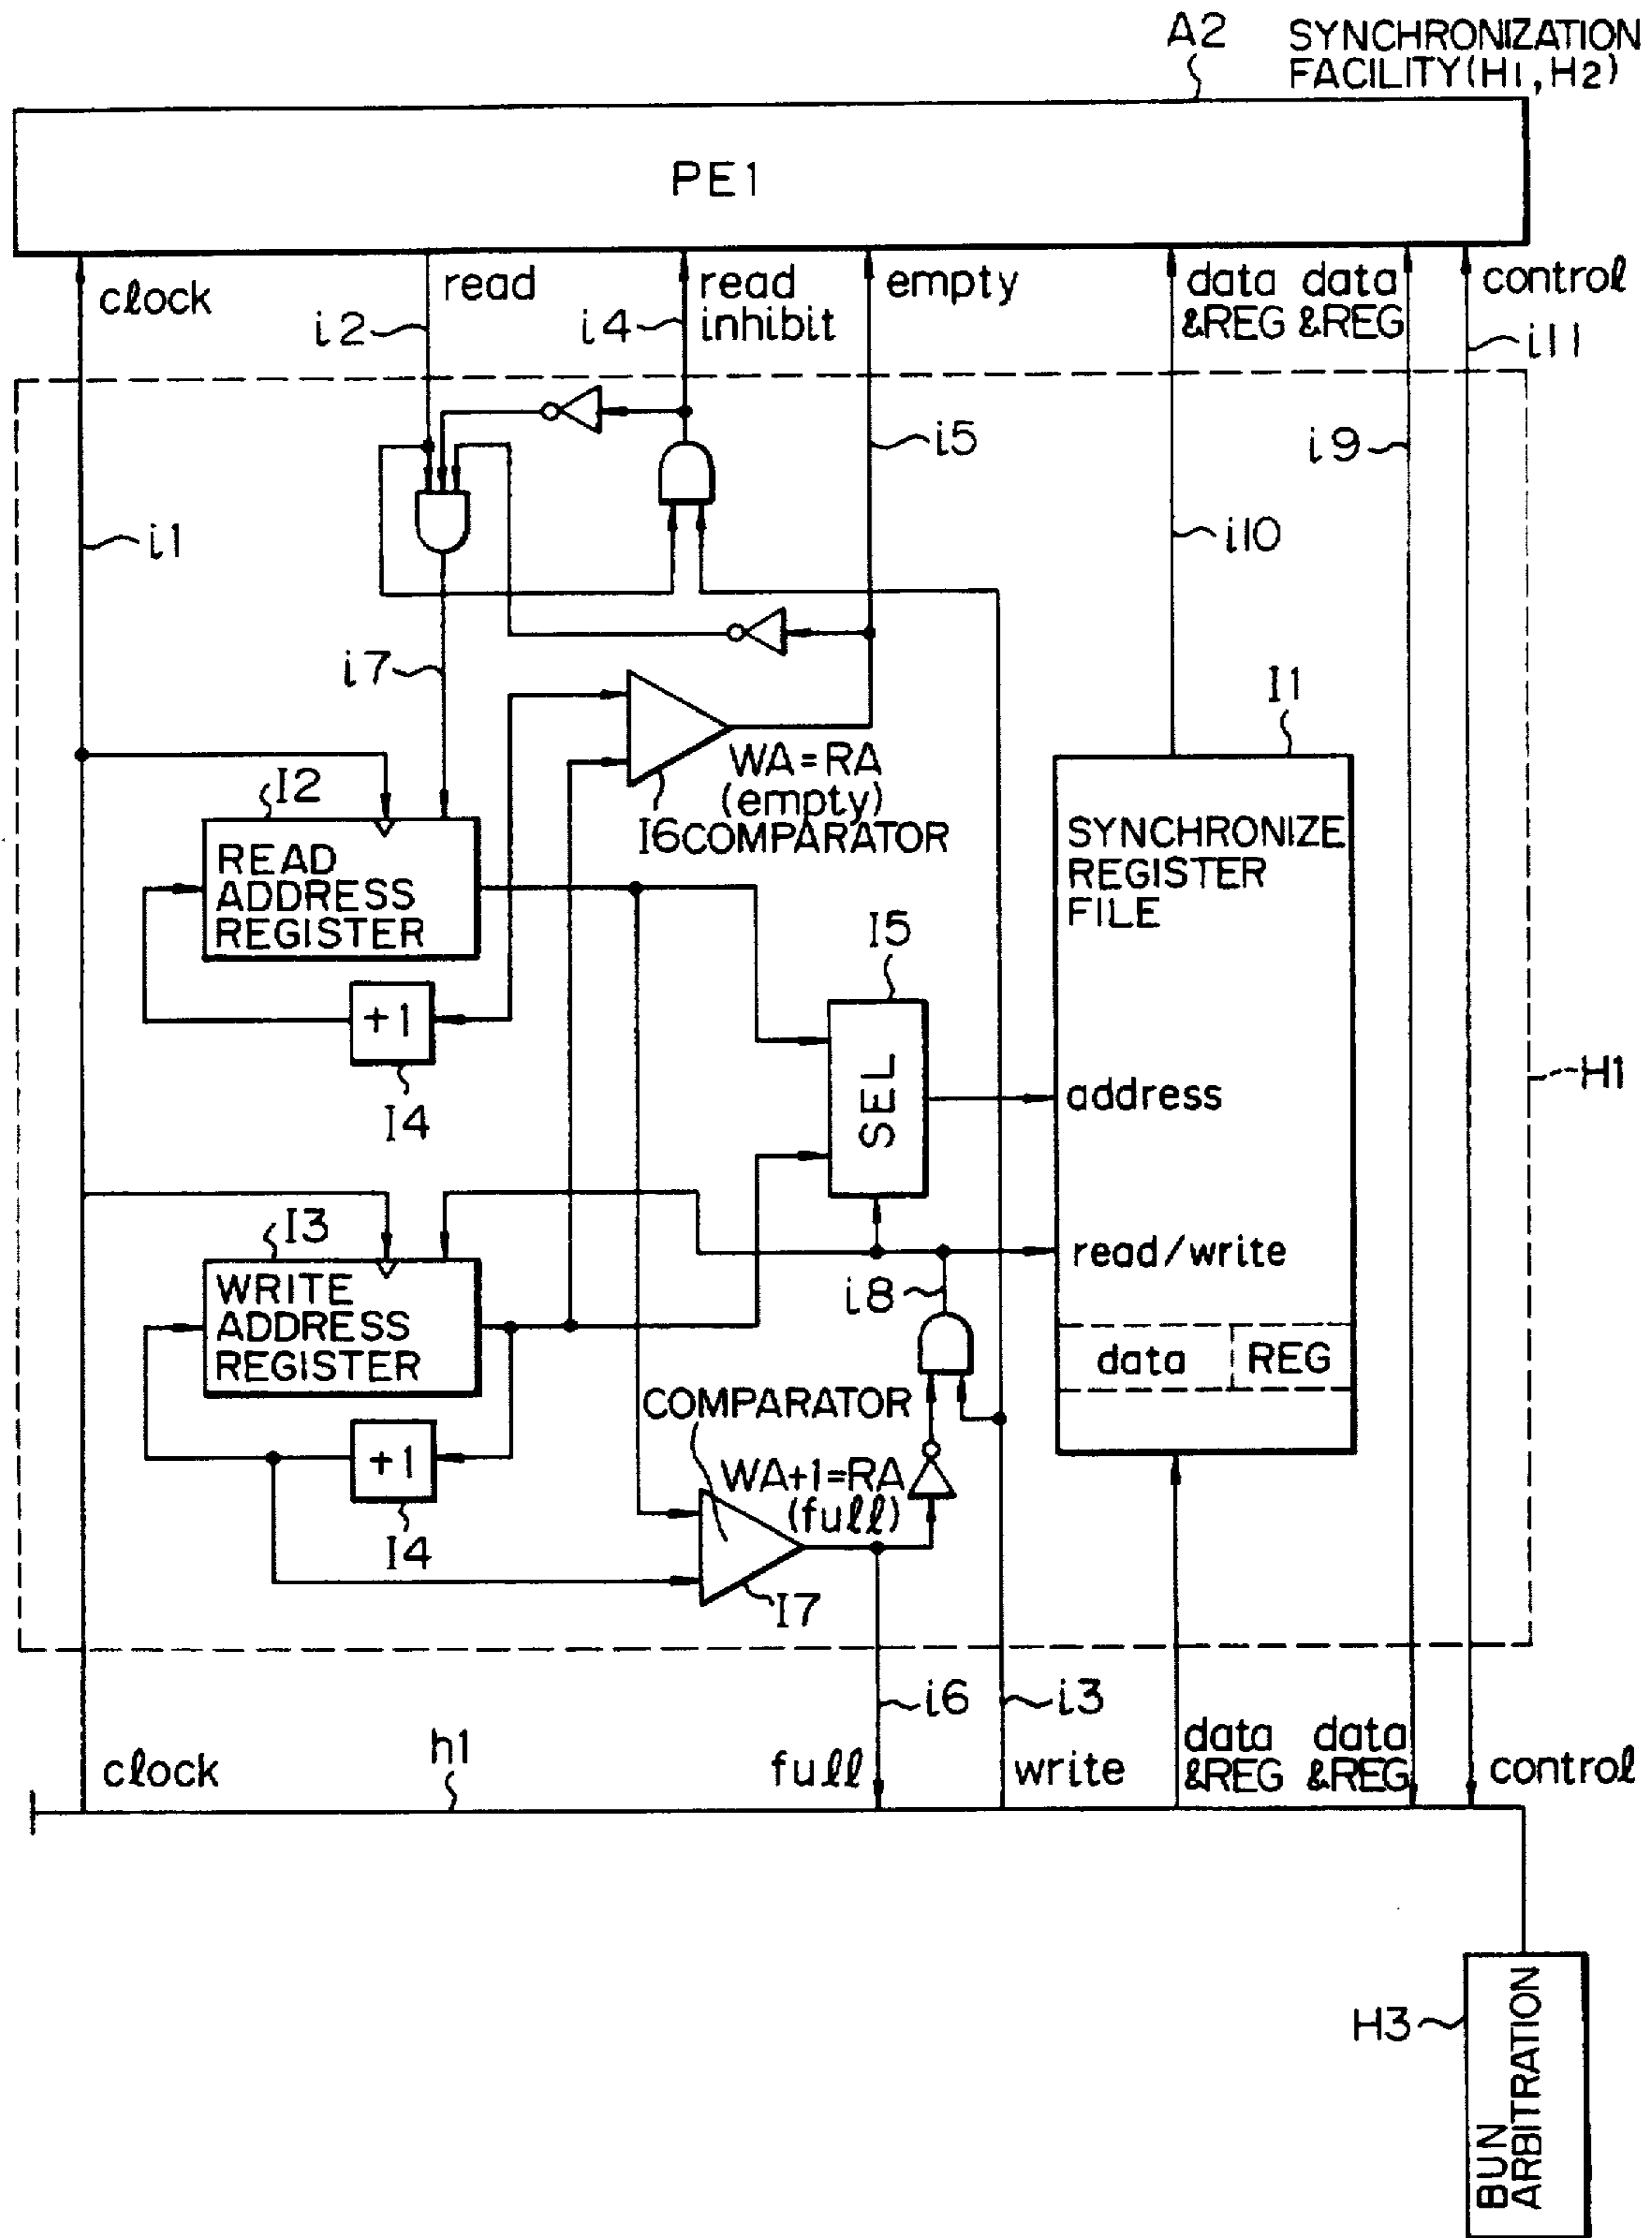 A2
SYNCHRONIZATION
FACILITY(H1,H2)
PE1
clock
read
read
inhibit
empty
data
&REG
data
&REG
control
i2
i4
i11
i5
i9
i1
i10
i7
I1
WA=RA
(empty)
I6COMPARATOR
I2
READ
ADDRESS
REGISTER
SYNCHRONIZE
REGISTER
FILE
I5
+1
I4
SEL
address
H1
I3
WRITE
ADDRESS
REGISTER
read/write
i8
data
REG
COMPARATOR
+1
I4
WA+1=RA
(full)
I7
i6
i3
h1
clock
full
write
data
&REG
data
&REG
control
H3
BUN
ARBITRATION